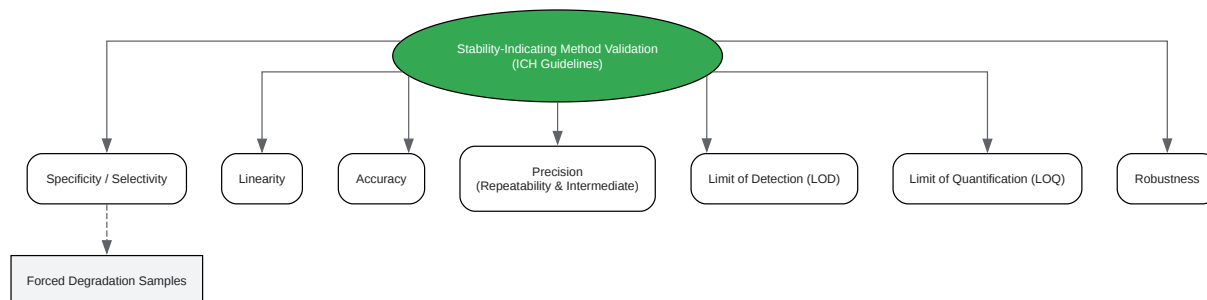 Stability-Indicating Method Validation
(ICH Guidelines)
Specificity / Selectivity
Linearity
Accuracy
Precision
(Repeatability & Intermediate)
Limit of Detection (LOD)
Limit of Quantification (LOQ)
Robustness
Forced Degradation Samples